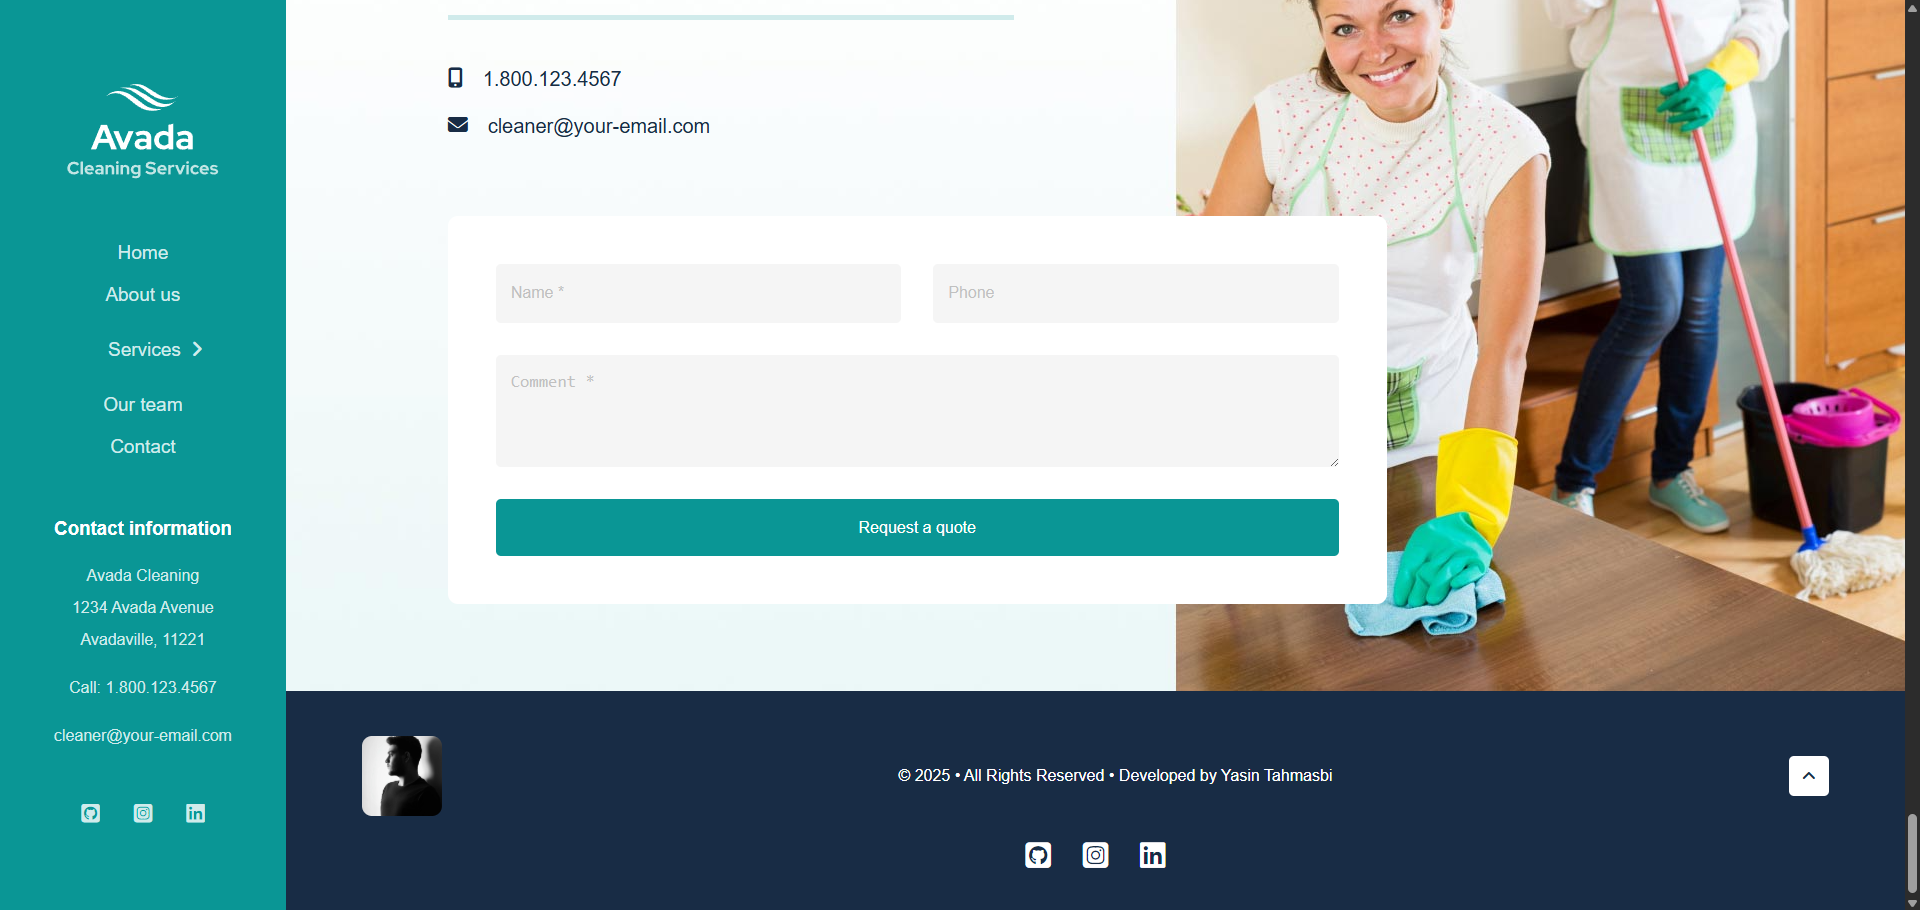 Avada
Cleaning Services
Home
About us
Services
Our team
Contact
Contact information
Avada Cleaning
1234 Avada Avenue
Avadaville, 11221
Call: 1.800.123.4567
cleaner@your-email.com
1.800.123.4567
cleaner@your-email.com
Name *
Phone
Comment *
Request a quote
© 2025 • All Rights Reserved • Developed by Yasin Tahmasbi